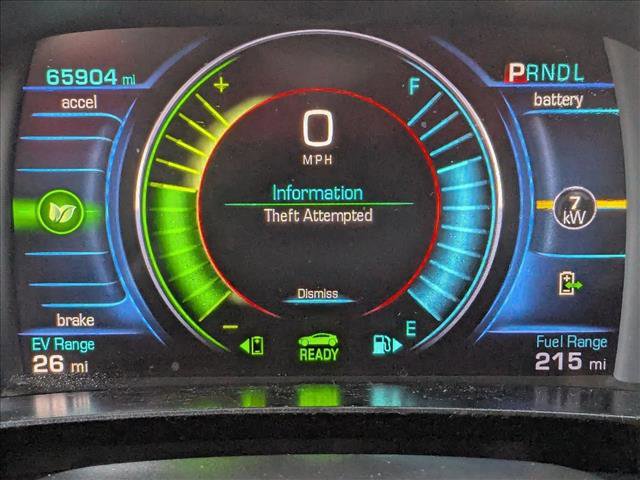 65904 mi
PRNDL
accel
+
F
battery
0
MPH
Information
Theft Attempted
7
kW
Dismiss
brake
-
E
EV Range
26 mi
READY
Fuel Range
215 mi